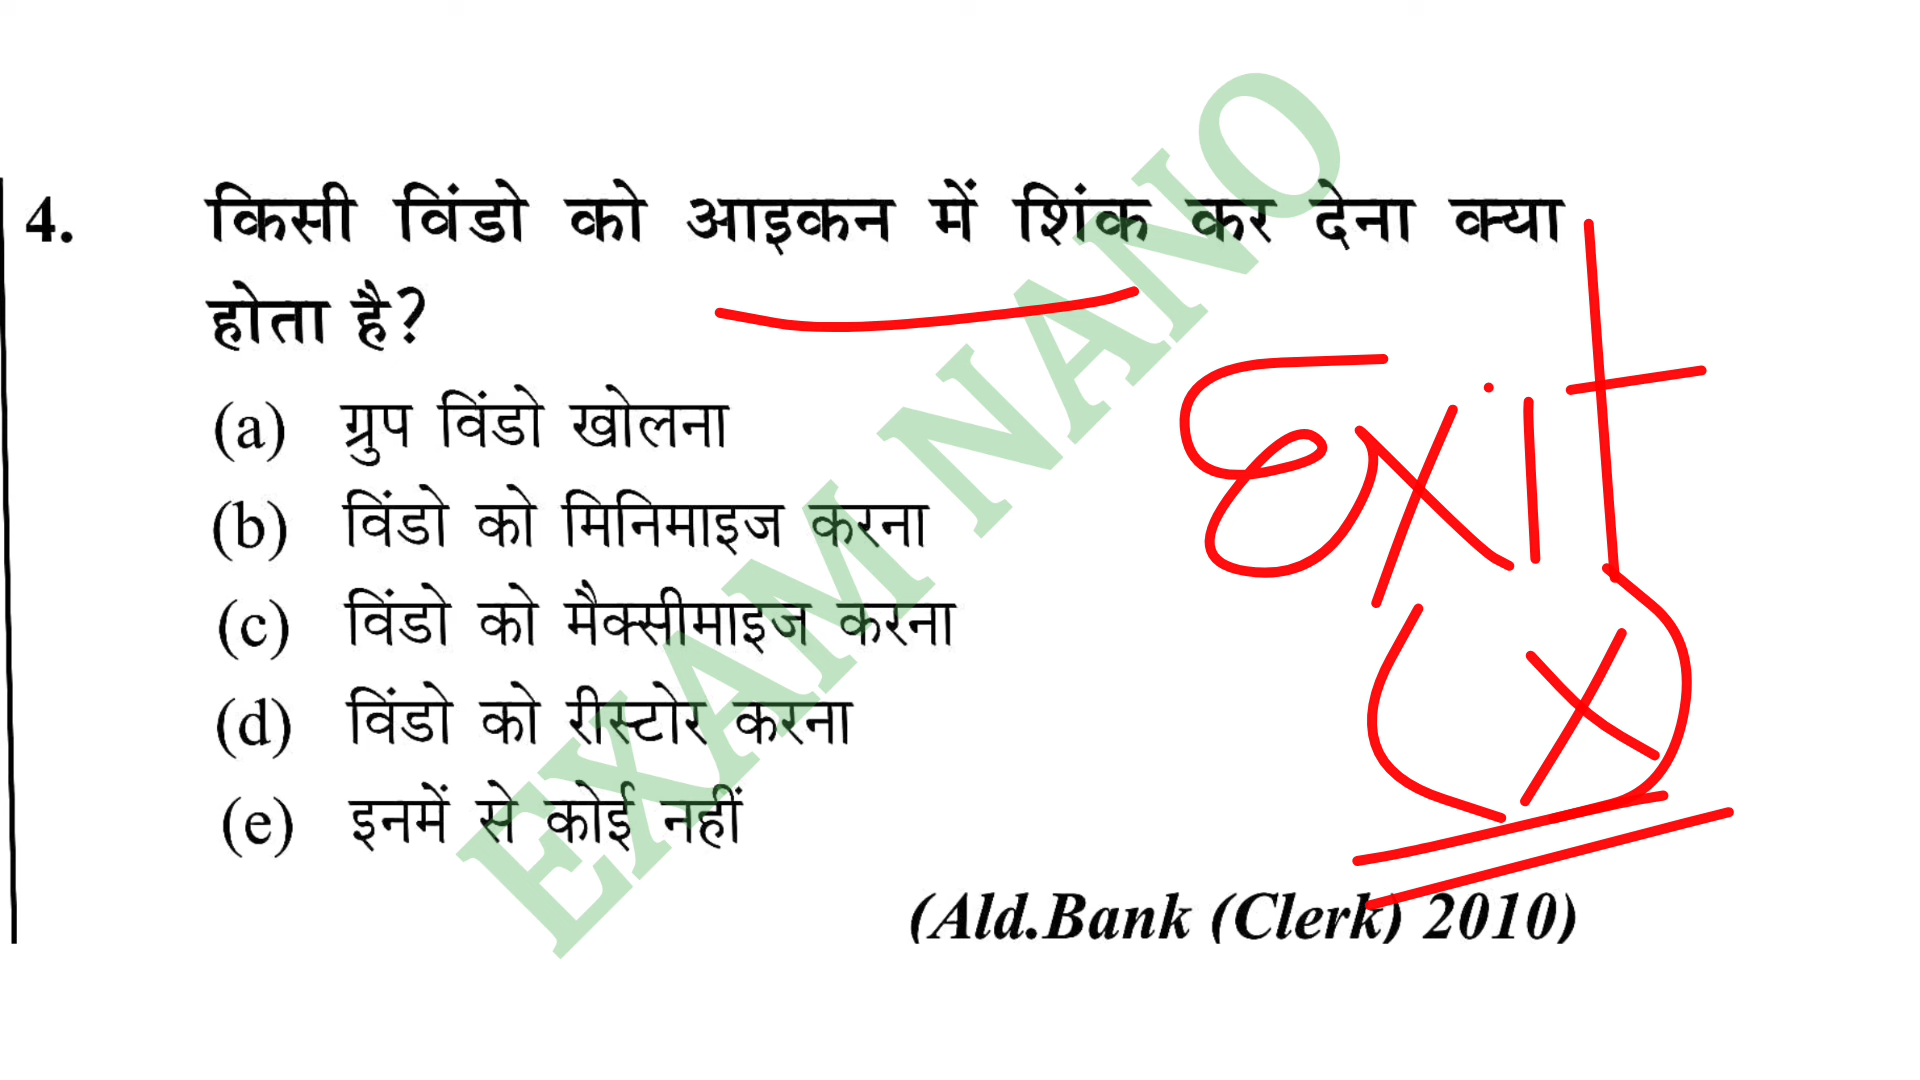 4. किसी विंडो को आइकन में शिंक कर देना क्या
होता है?
(a) ग्रुप विंडो खोलना
(b) विंडो को मिनिमाइज करना
(c) विंडो को मैक्सीमाइज करना
(d) विंडो को रीस्टोर करना
(e) इनमें से कोई नहीं
(Ald.Bank (Clerk) 2010)
EXAM NANO
Exit
X